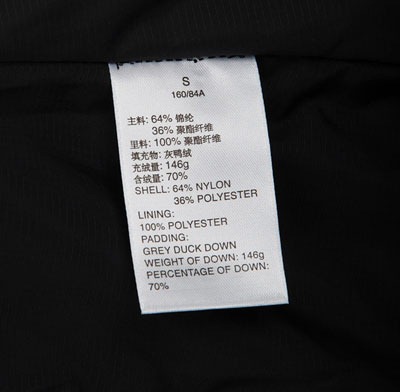 S
160/84A
主料: 64% 锦纶
36% 聚酯纤维
里料: 100% 聚酯纤维
填充物: 灰鸭绒
充绒量: 146g
含绒量: 70%
SHELL: 64% NYLON
36% POLYESTER
LINING:
100% POLYESTER
PADDING:
GREY DUCK DOWN
WEIGHT OF DOWN: 146g
PERCENTAGE OF DOWN:
70%